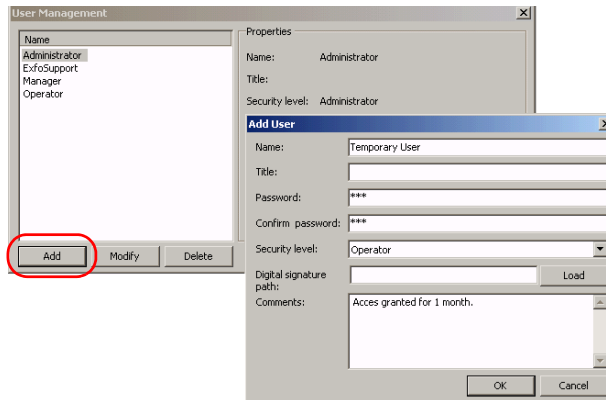 User Management
Name
Administrator
ExfoSupport
Manager
Operator
Add Modify Delete
Properties
Name: Administrator
Title:
Security level: Administrator
Add User
Name: Temporary User
Title:
Password: ***
Confirm password: ***
Security level: Operator
Digital signature
path:
Load
Comments: Acces granted for 1 month.
OK Cancel